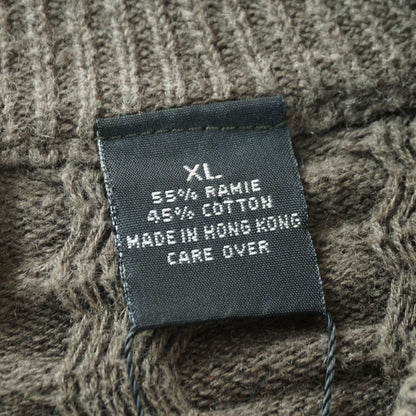 XL
55% RAMIE
45% COTTON
MADE IN HONG KONG
CARE OVER